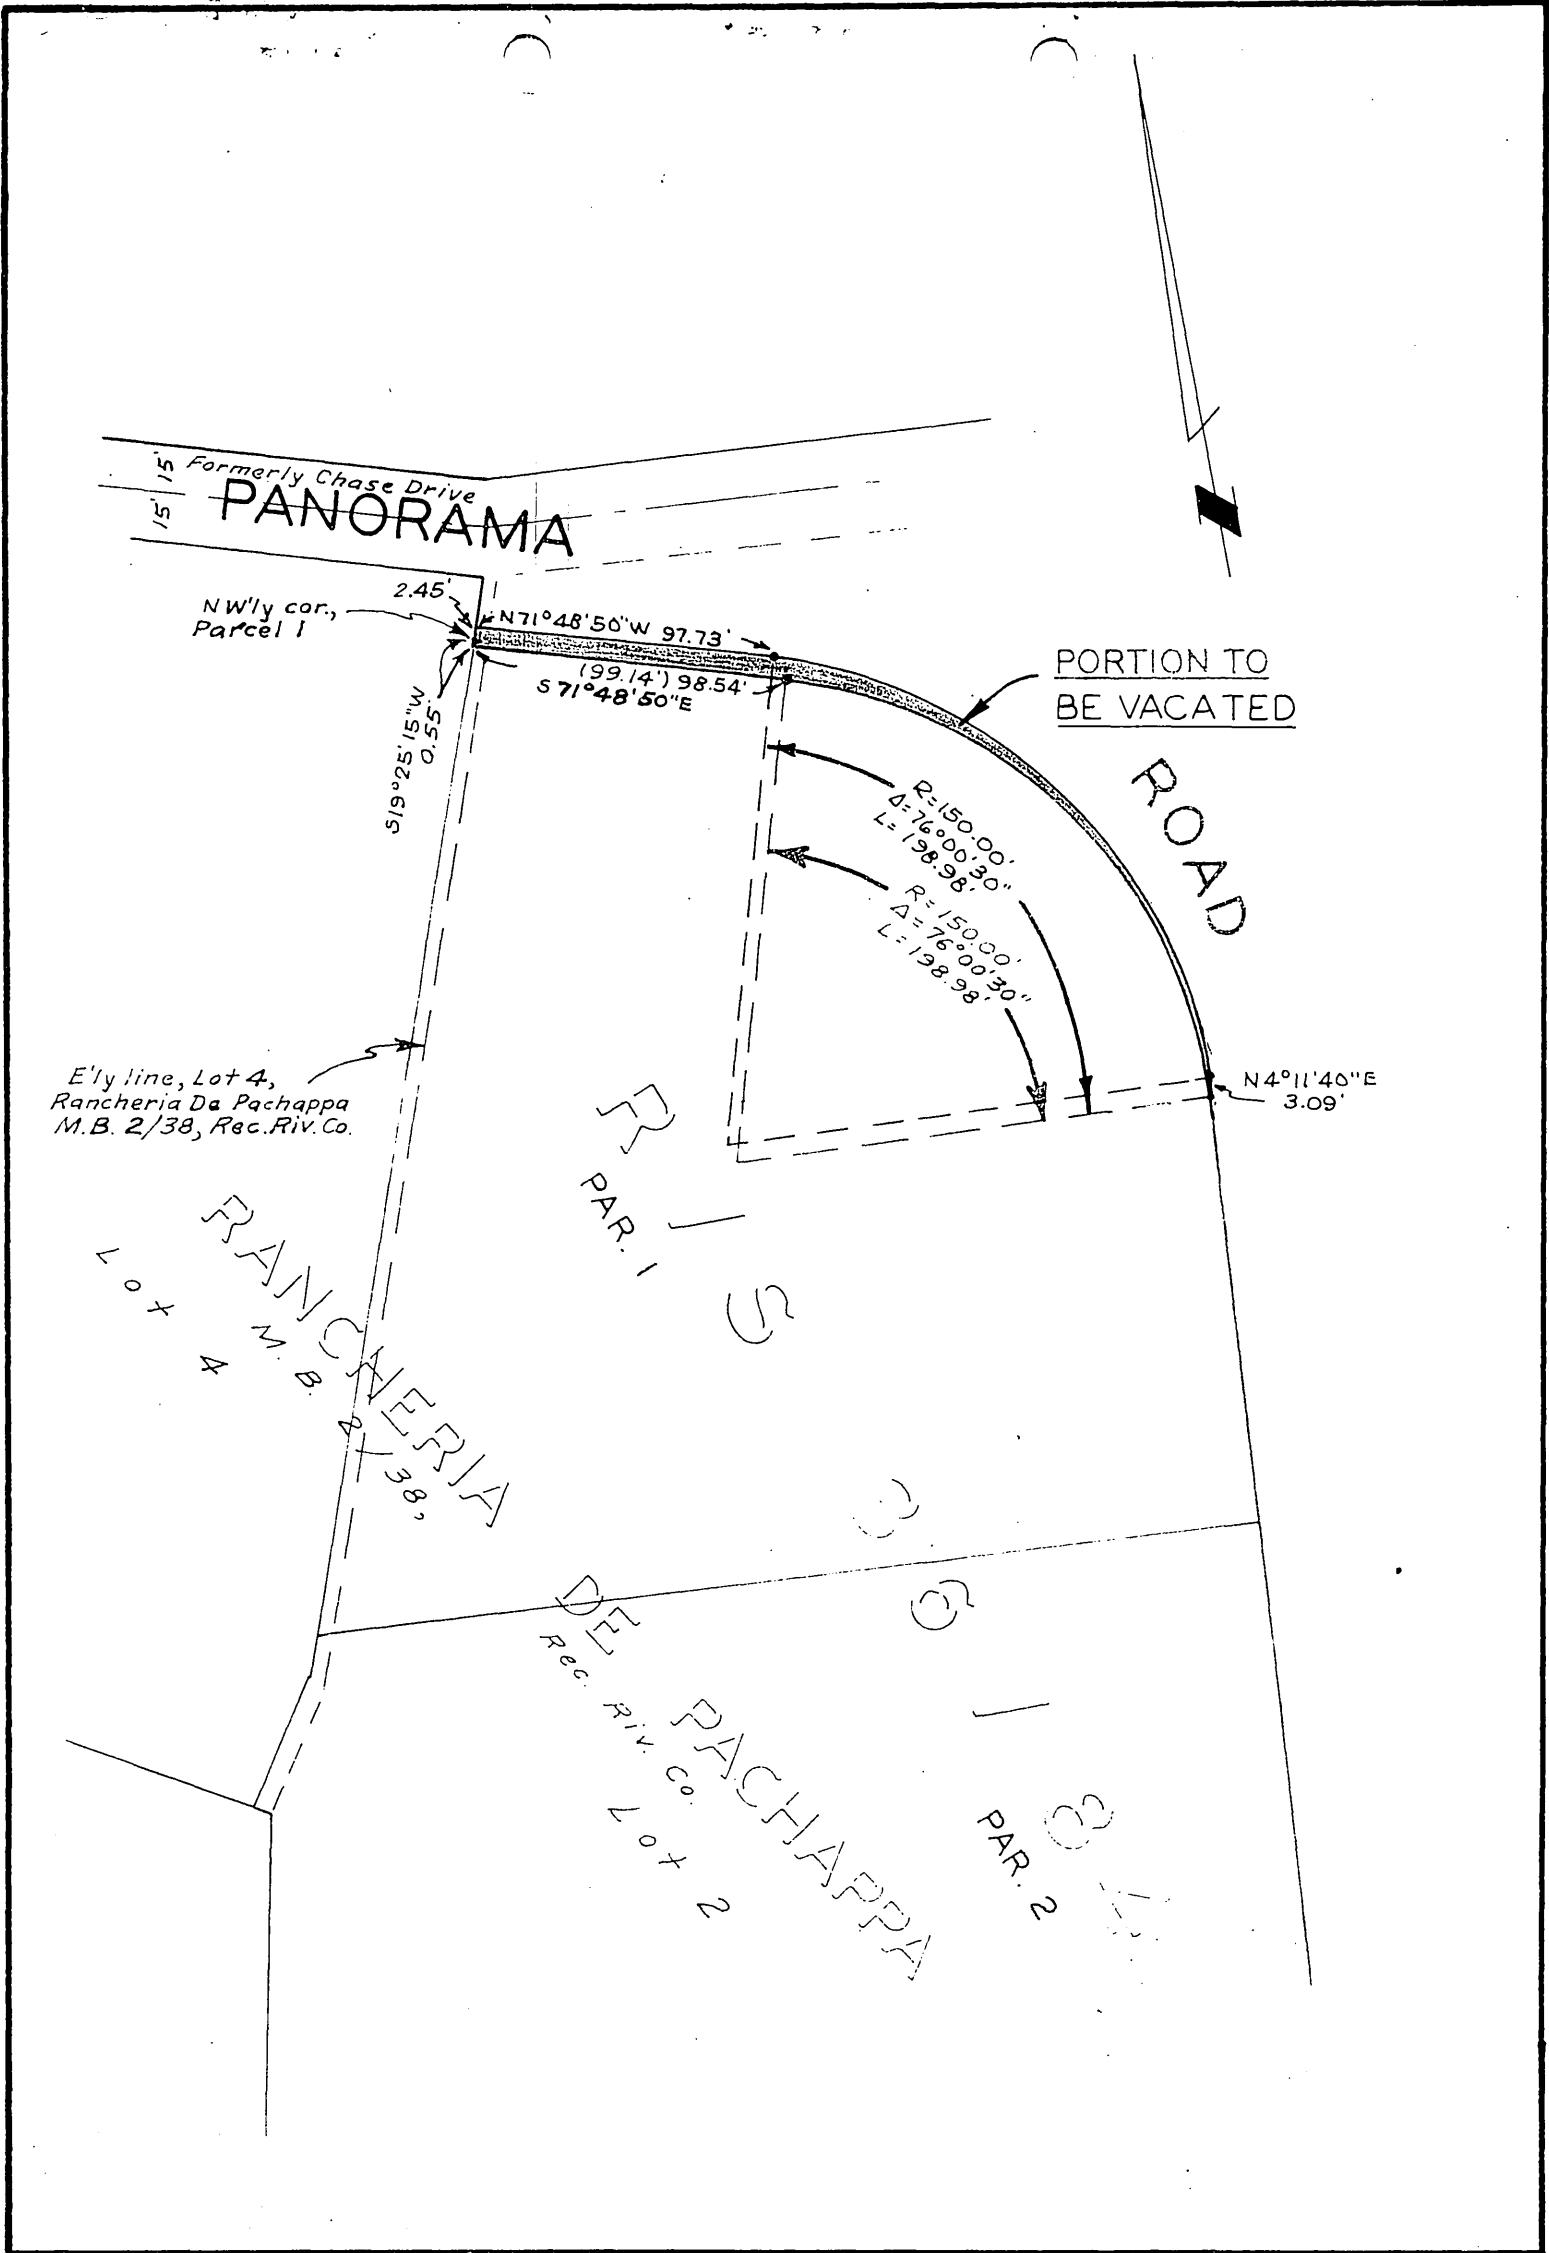 15'
15'
Formerly Chase Drive
PANORAMA
2.45'
NW'ly cor.,
Parcel 1
N71°48'50"W 97.73'
(99.14') 98.54'
S71°48'50"E
S19°25'15"W
0.55'
PORTION TO
BE VACATED
ROAD
R=150.00'
Δ=76°00'30"
L=198.98'
R=150.00'
Δ=76°00'30"
L=198.98'
N4°11'40"E
3.09'
E'ly line, Lot 4,
Rancheria De Pachappa
M.B. 2/38, Rec. Riv. Co.
R/S
PAR. 1
RANCHERIA
Lot 4
M.B.
/38,
DE
Rec. Riv. Co.
PACHAPPA
Lot 2
PAR. 2
N